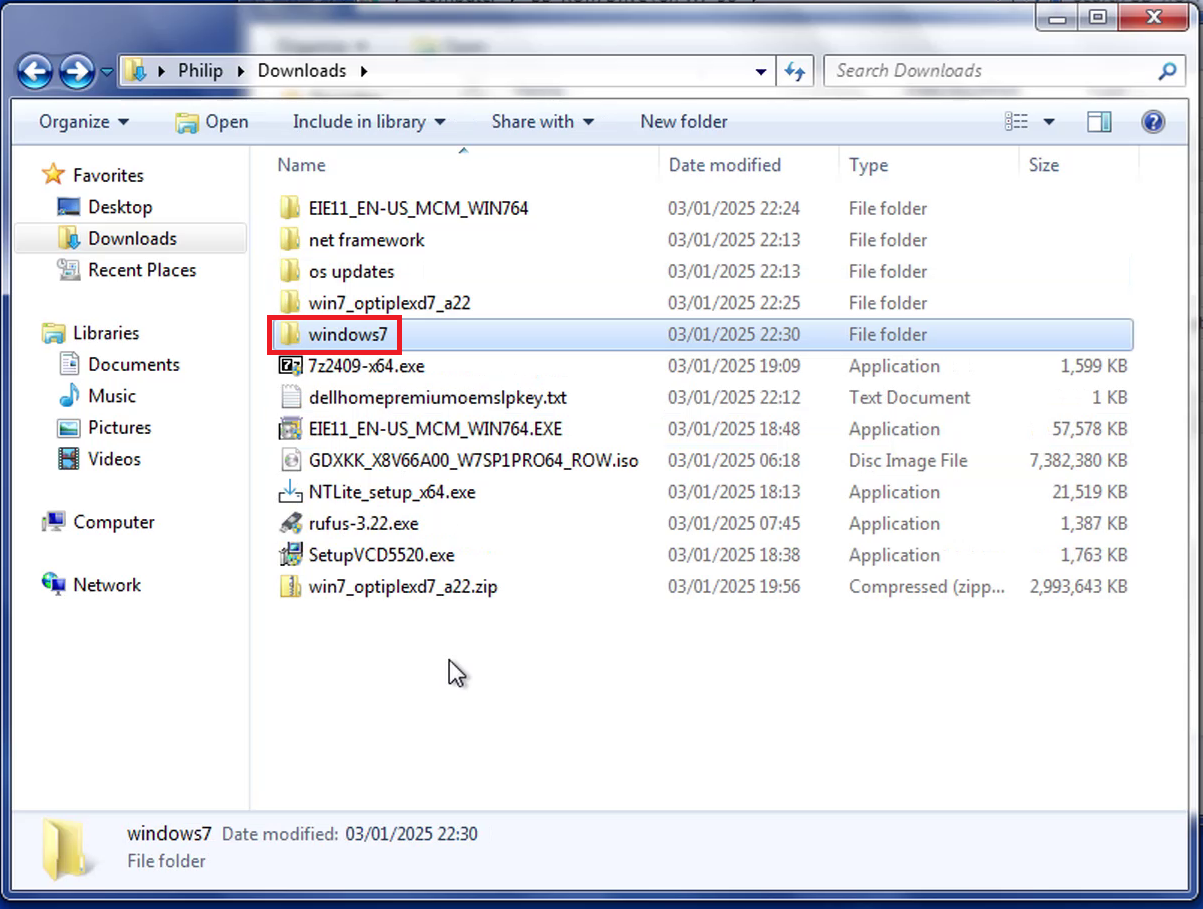 Philip Downloads
Search Downloads
Organize Open Include in library Share with New folder
Name Date modified Type Size
Favorites
Desktop
Downloads
Recent Places
Libraries
Documents
Music
Pictures
Videos
Computer
Network
EIE11_EN-US_MCM_WIN764 03/01/2025 22:24 File folder
net framework 03/01/2025 22:13 File folder
os updates 03/01/2025 22:13 File folder
win7_optiplexd7_a22 03/01/2025 22:25 File folder
windows7 03/01/2025 22:30 File folder
7z2409-x64.exe 03/01/2025 19:09 Application 1,599 KB
dellhomepremiumoemslpkey.txt 03/01/2025 22:12 Text Document 1 KB
EIE11_EN-US_MCM_WIN764.EXE 03/01/2025 18:48 Application 57,578 KB
GDXKK_X8V66A00_W7SP1PRO64_ROW.iso 03/01/2025 06:18 Disc Image File 7,382,380 KB
NTLite_setup_x64.exe 03/01/2025 18:13 Application 21,519 KB
rufus-3.22.exe 03/01/2025 07:45 Application 1,387 KB
SetupVCD5520.exe 03/01/2025 18:38 Application 1,763 KB
win7_optiplexd7_a22.zip 03/01/2025 19:56 Compressed (zipp... 2,993,643 KB
windows7 Date modified: 03/01/2025 22:30
File folder